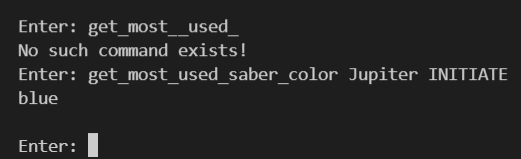 Enter: get_most__used_
No such command exists!
Enter: get_most_used_saber_color Jupiter INITIATE
blue
Enter: